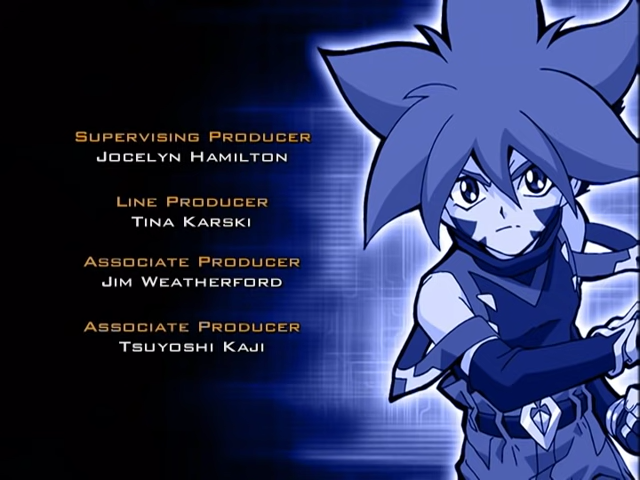 Supervising Producer
Jocelyn Hamilton
Line Producer
Tina Karski
Associate Producer
Jim Weatherford
Associate Producer
Tsuyoshi Kaji